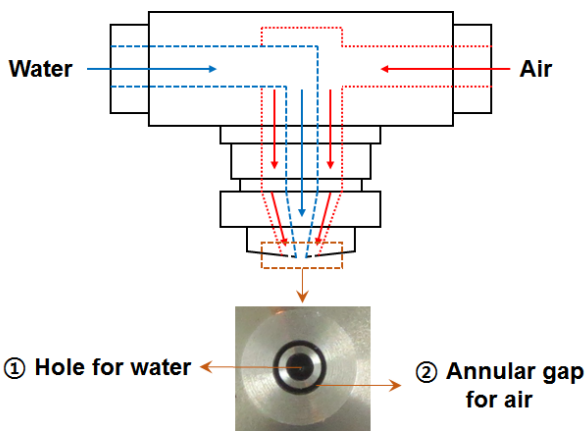 Water
Air
① Hole for water
② Annular gap
for air